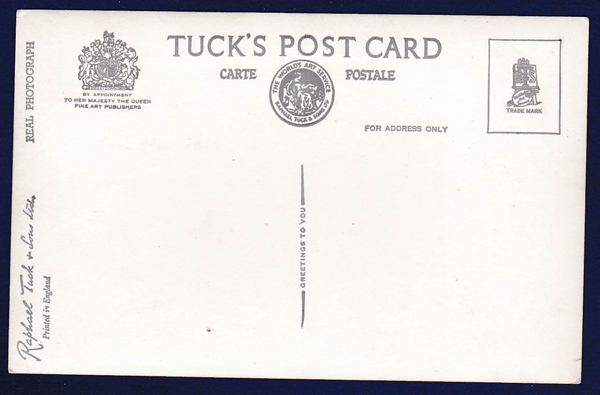 TUCK'S POST CARD
CARTE POSTALE
THE WORLD'S ART SERVICE
RAPHAEL TUCK & SONS LTD
BY APPOINTMENT
TO HER MAJESTY THE QUEEN
FINE ART PUBLISHERS
TRADE MARK
FOR ADDRESS ONLY
REAL PHOTOGRAPH
GREETINGS TO YOU
Raphael Tuck & Sons Ltd.
Printed in England